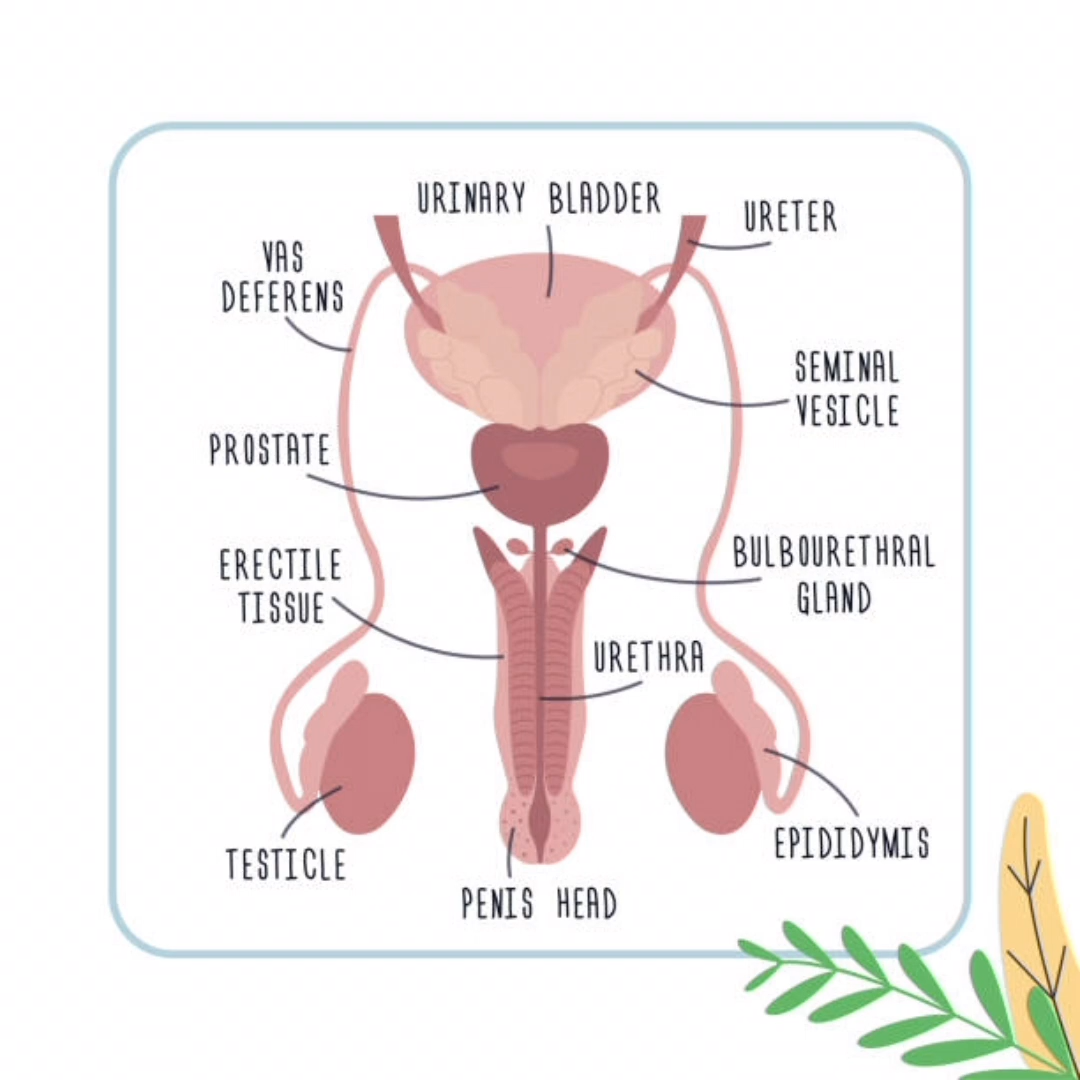 URINARY BLADDER
URETER
VAS
DEFERENS
SEMINAL
VESICLE
PROSTATE
ERECTILE
TISSUE
BULBOURETHRAL
GLAND
URETHRA
TESTICLE
EPIDIDYMIS
PENIS HEAD